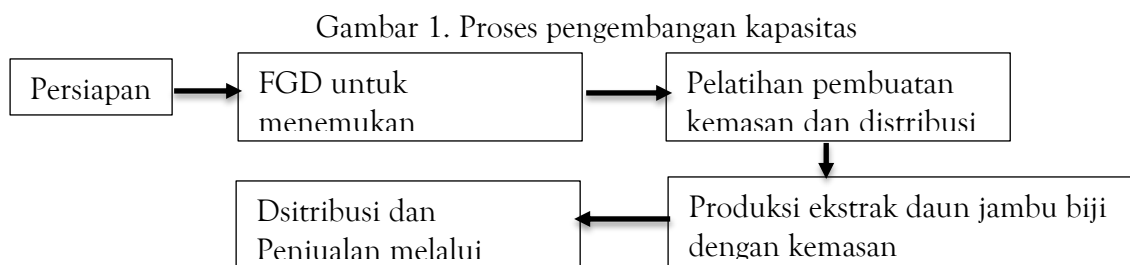 Gambar 1. Proses pengembangan kapasitas
Persiapan
FGD untuk
menemukan
Pelatihan pembuatan
kemasan dan distribusi
Produksi ekstrak daun jambu biji
dengan kemasan
Dsitribusi dan
Penjualan melalui